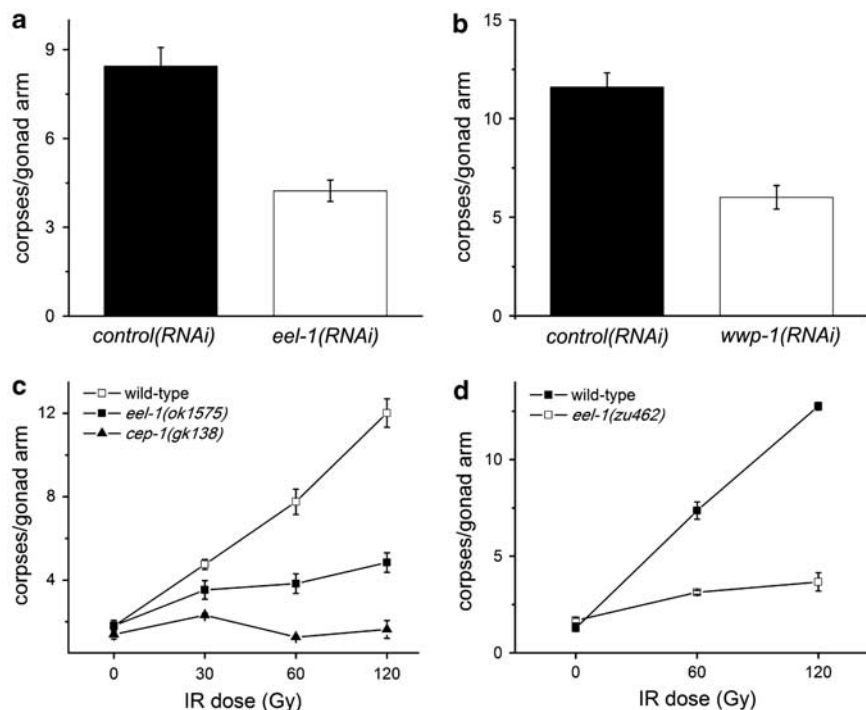 a
corpses/gonad arm
9
6
3
0
control(RNAi)
eel-1(RNAi)
b
corpses/gonad arm
15
10
5
0
control(RNAi)
wwp-1(RNAi)
c
wild-type
eel-1(ok1575)
cep-1(gk138)
corpses/gonad arm
12
8
4
0
30
60
120
IR dose (Gy)
d
wild-type
eel-1(zu462)
corpses/gonad arm
10
5
0
0
60
120
IR dose (Gy)